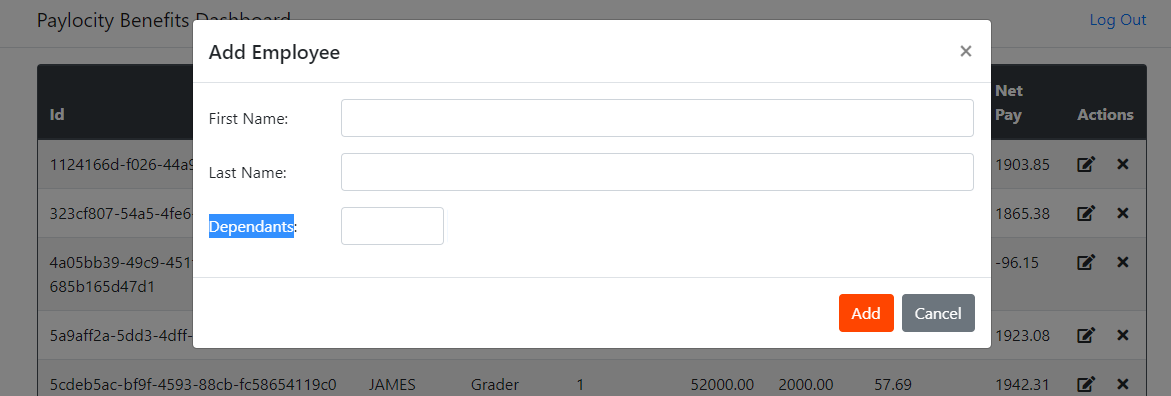 Paylocity Benefits Dashboard
Log Out
Add Employee
×
First Name:
Last Name:
Dependants:
Add
Cancel
Id
Net
Pay
Actions
1124166d-f026-44a9
1903.85
323cf807-54a5-4fe6
1865.38
4a05bb39-49c9-451
685b165d47d1
-96.15
5a9aff2a-5dd3-4dff-
1923.08
5cdeb5ac-bf9f-4593-88cb-fc58654119c0 JAMES Grader 1 52000.00 2000.00 57.69 1942.31